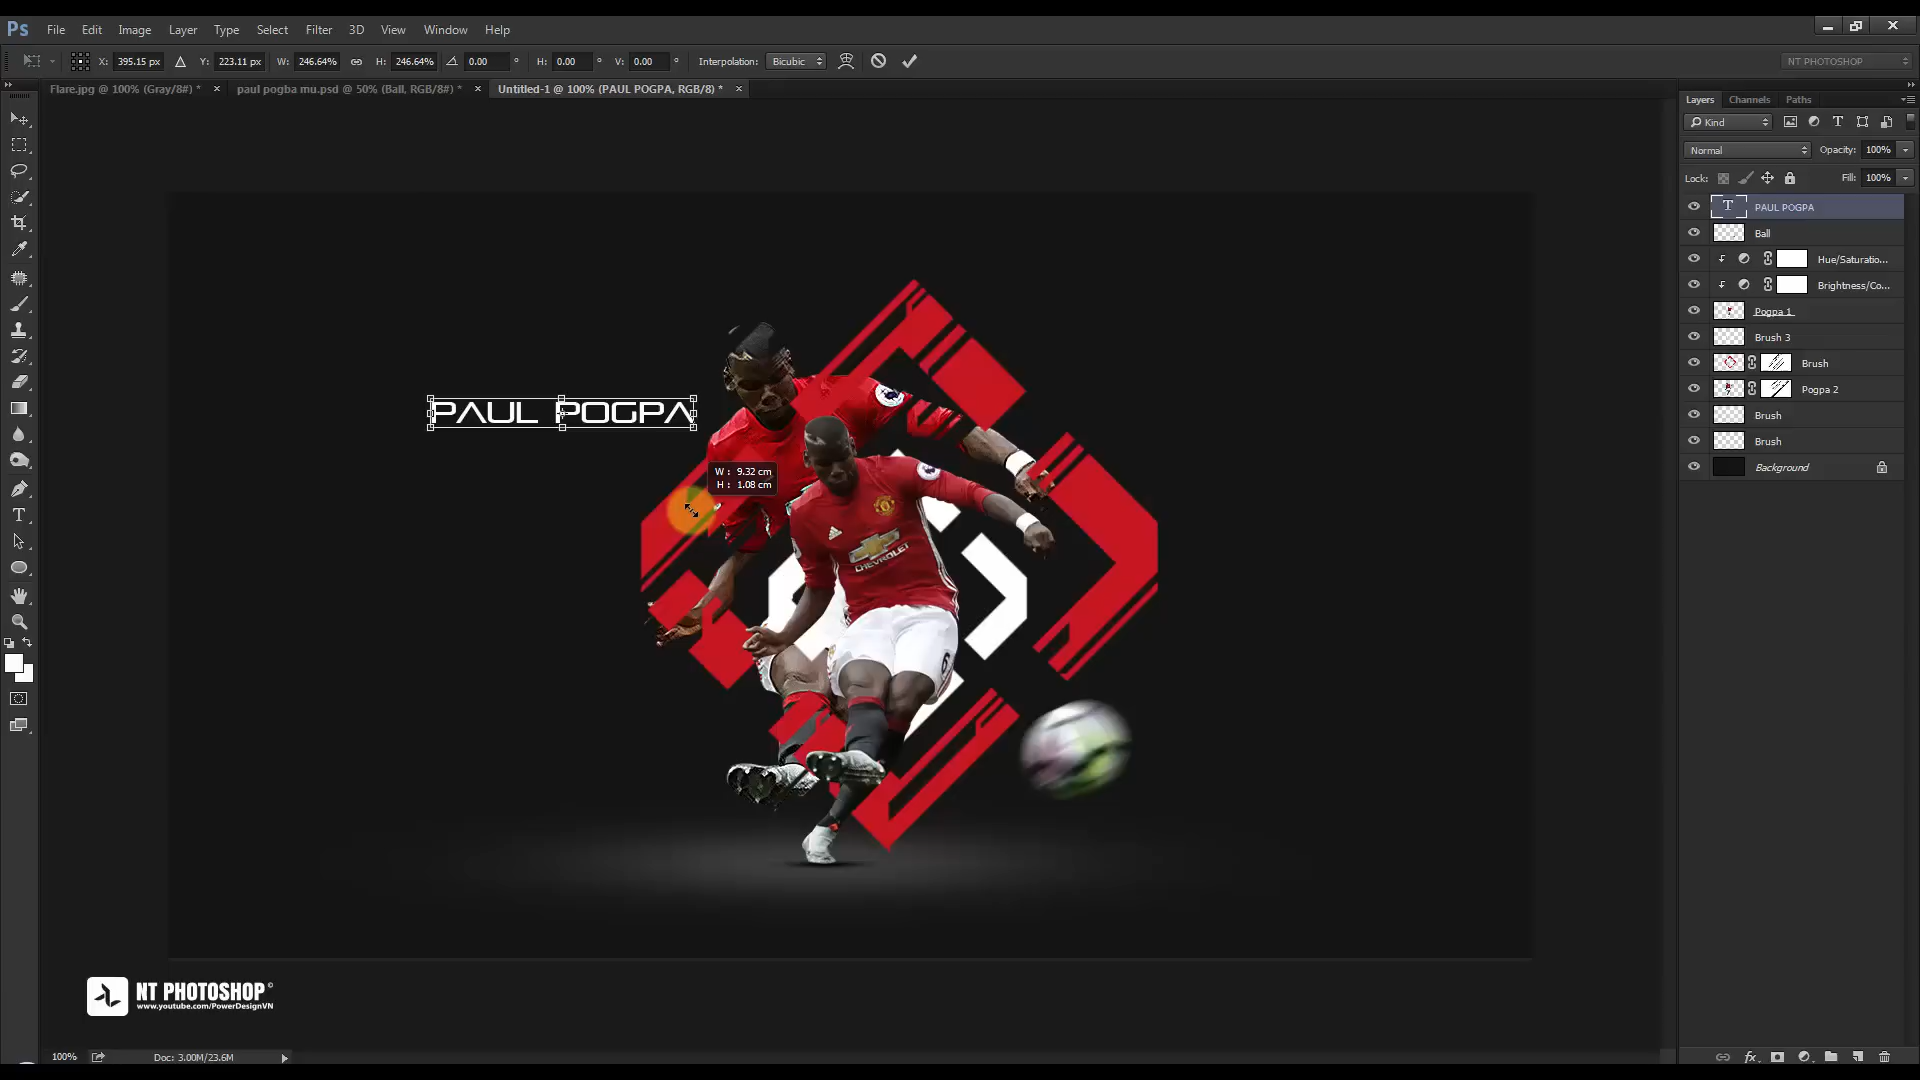 Ps File Edit Image Layer Type Select Filter 3D View Window Help
X: 395.15 px Y: 223.11 px W: 246.64% H: 246.64% 0.00 ° H: 0.00 ° V: 0.00 ° Interpolation: Bicubic NT PHOTOSHOP
Flare.jpg @ 100% (Gray/8#) * × paul pogba mu.psd @ 50% (Ball, RGB/8#) * × Untitled-1 @ 100% (PAUL POGPA, RGB/8) * ×
Layers Channels Paths
Kind
Normal Opacity: 100%
Lock: Fill: 100%
T PAUL POGPA
Ball
Hue/Saturatio...
Brightness/Co...
Pogpa 1
Brush 3
Brush
Pogpa 2
Brush
Brush
Background
PAUL POGPA
W: 9.32 cm
H: 1.08 cm
CHEVROLET
6
NT PHOTOSHOP ©
www.youtube.com/PowerDesignVN
100% Doc: 3.00M/23.6M
fx